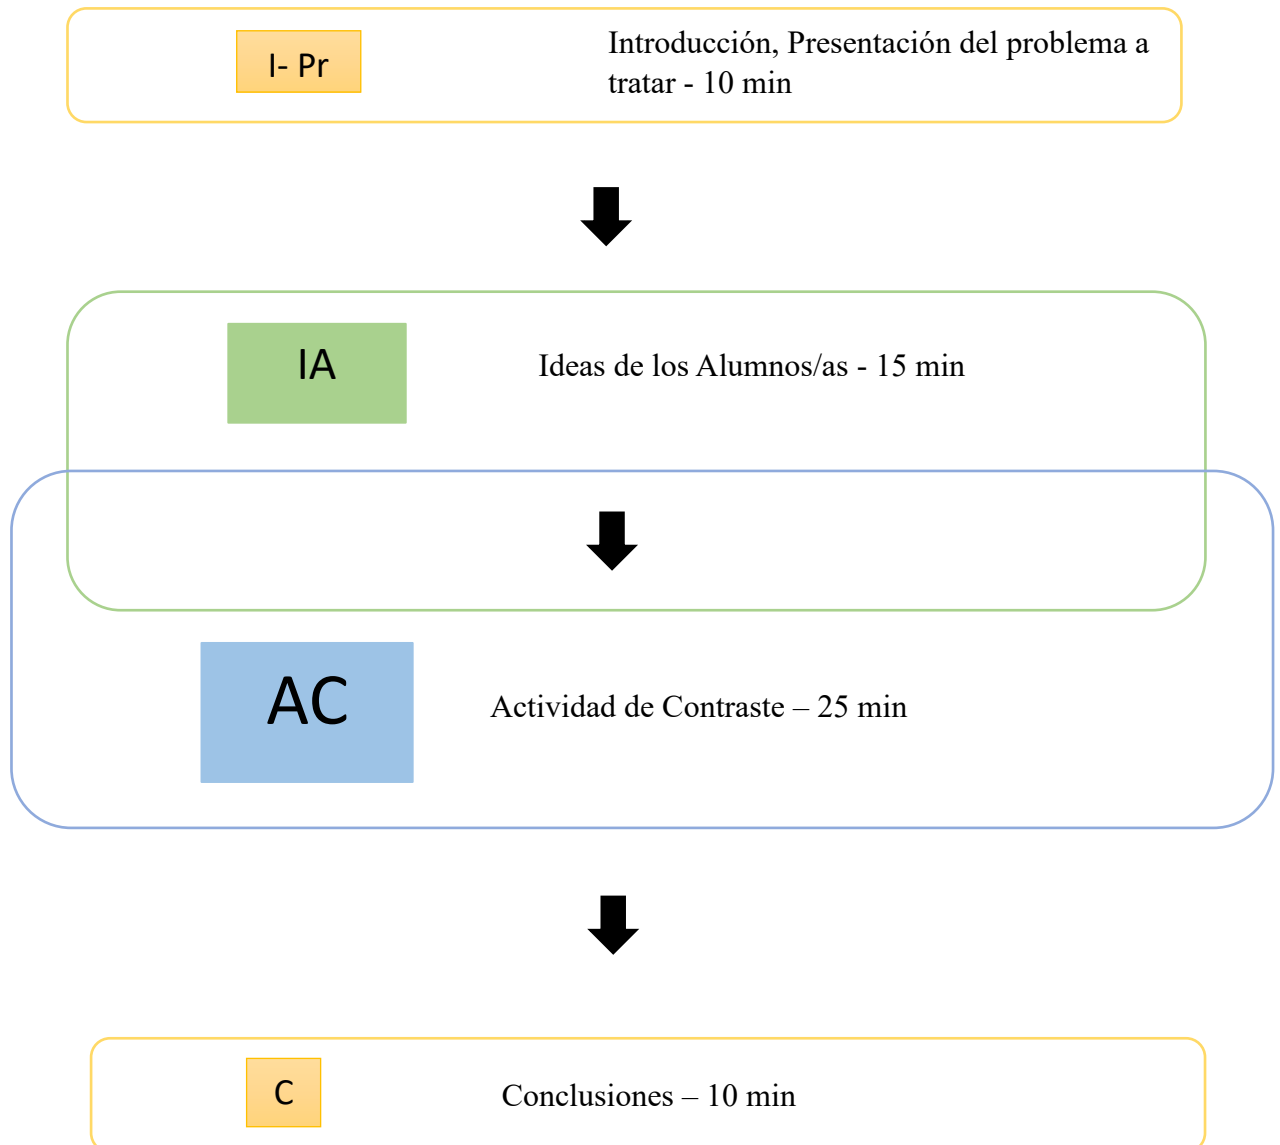 I- Pr
Introducción, Presentación del problema a
tratar - 10 min
IA
Ideas de los Alumnos/as - 15 min
AC
Actividad de Contraste – 25 min
C
Conclusiones – 10 min